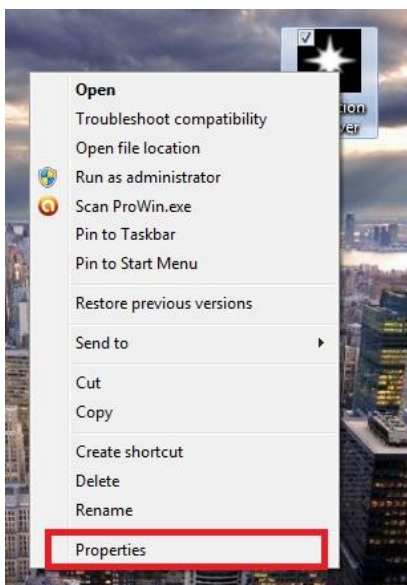 Open
Troubleshoot compatibility
Open file location
Run as administrator
Scan ProWin.exe
Pin to Taskbar
Pin to Start Menu
Restore previous versions
Send to
Cut
Copy
Create shortcut
Delete
Rename
Properties